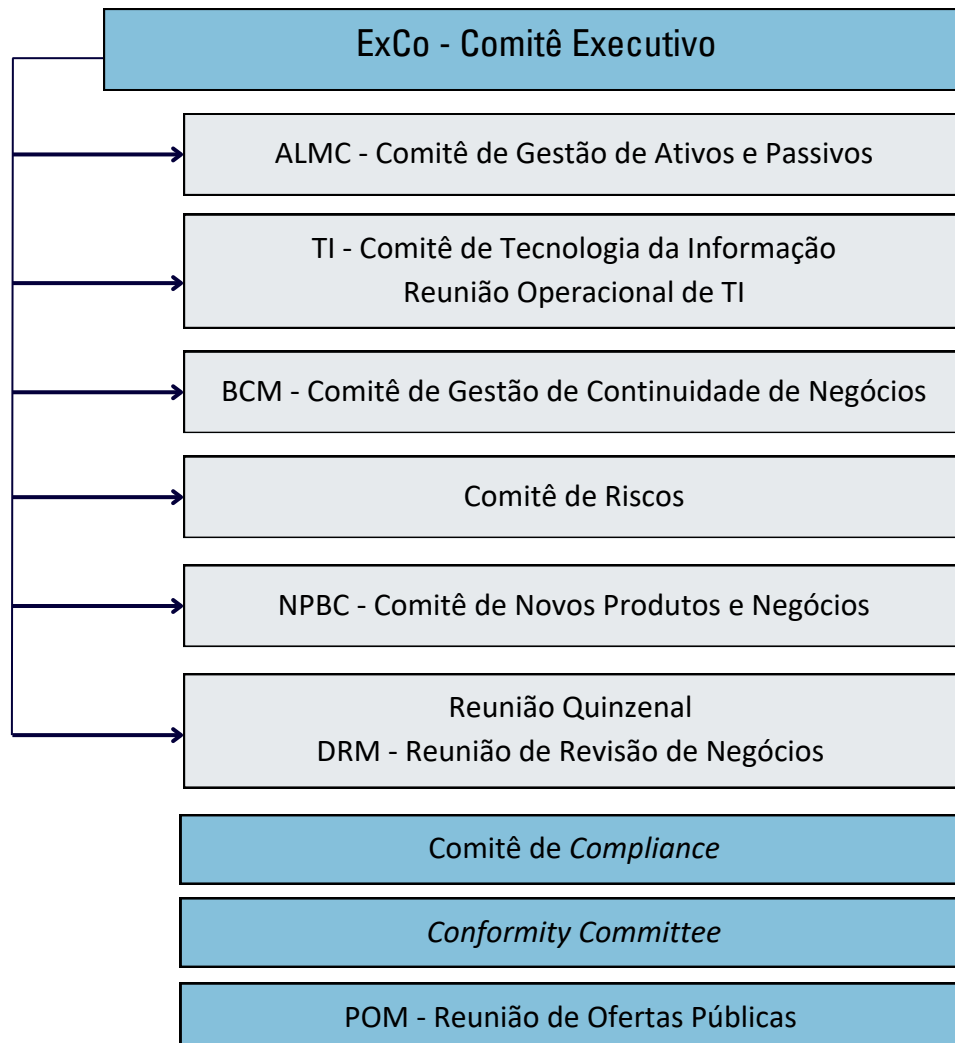 ExCo - Comitê Executivo
ALMC - Comitê de Gestão de Ativos e Passivos
TI - Comitê de Tecnologia da Informação
Reunião Operacional de TI
BCM - Comitê de Gestão de Continuidade de Negócios
Comitê de Riscos
NPBC - Comitê de Novos Produtos e Negócios
Reunião Quinzenal
DRM - Reunião de Revisão de Negócios
Comitê de Compliance
Conformity Committee
POM - Reunião de Ofertas Públicas